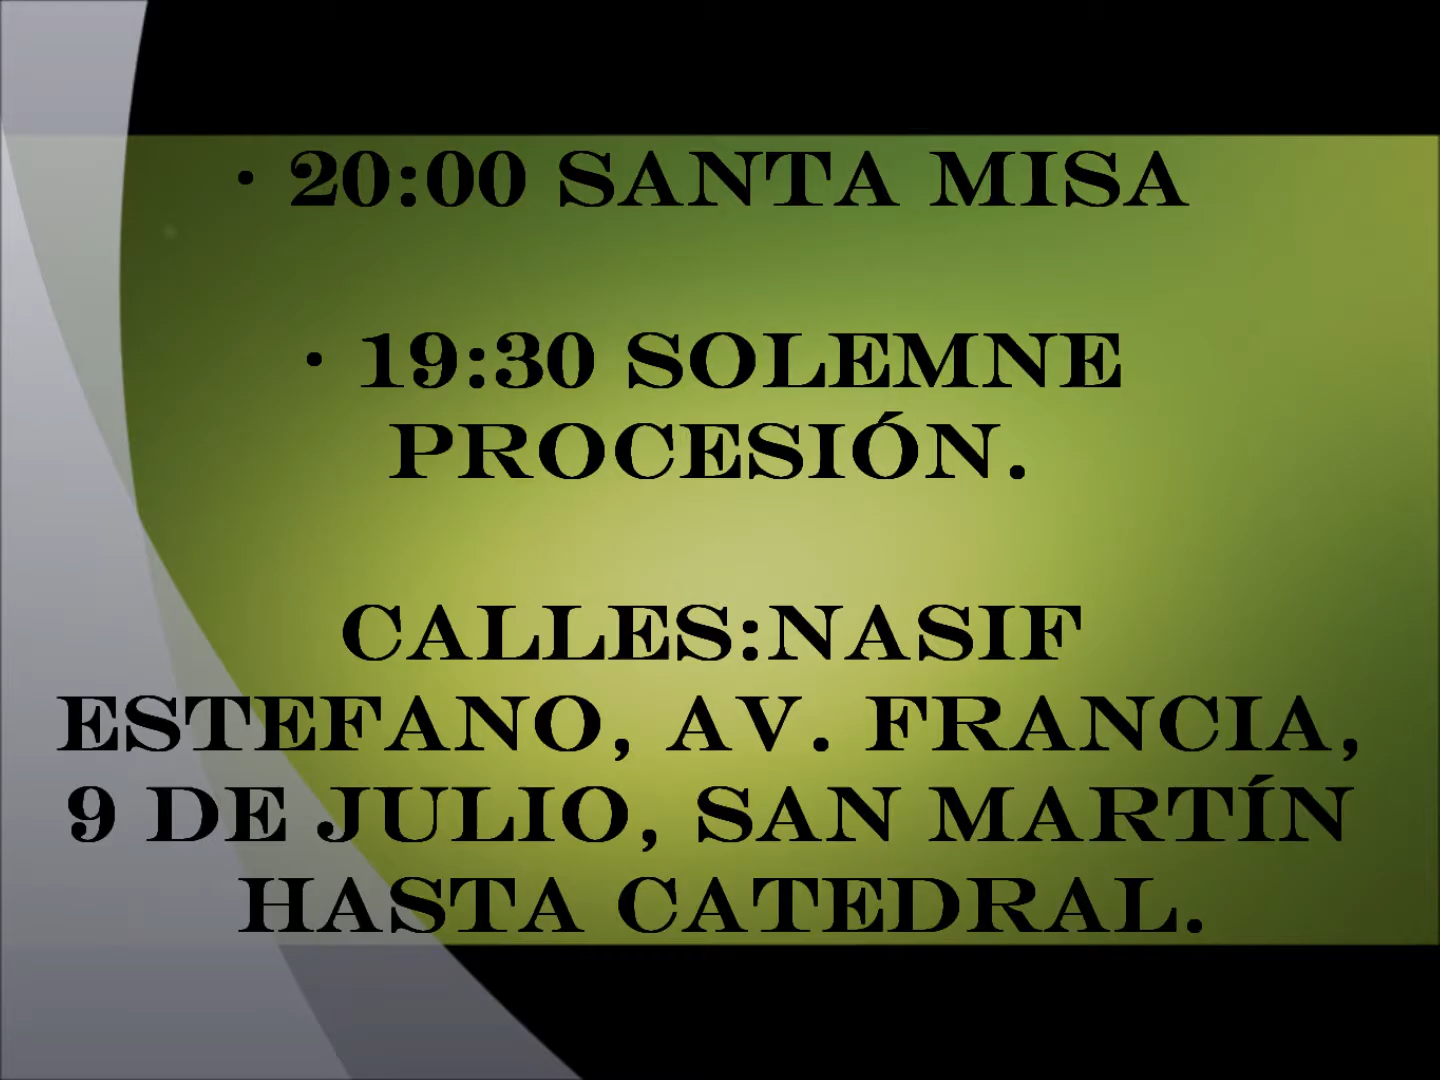 · 20:00 SANTA MISA
· 19:30 SOLEMNE
PROCESIÓN.
CALLES:NASIF
ESTEFANO, AV. FRANCIA,
9 DE JULIO, SAN MARTÍN
HASTA CATEDRAL.